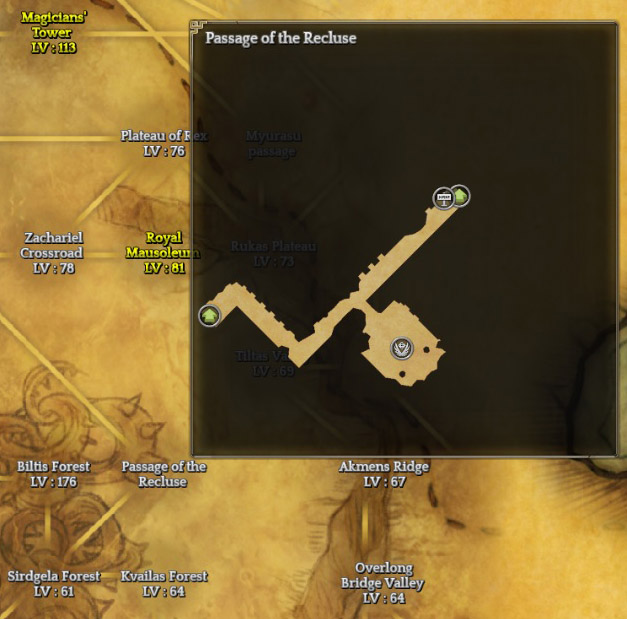 Magicians'
Tower
LV : 113
Passage of the Recluse
Plateau of Rex
LV : 76
Myurasu
passage
Zachariel
Crossroad
LV : 78
Royal
Mausoleum
LV : 81
Rukas Plateau
LV : 73
LV : 69
Biltis Forest
LV : 176
Passage of the
Recluse
Akmens Ridge
LV : 67
Sirdgela Forest
LV : 61
Kvailas Forest
LV : 64
Overlong
Bridge Valley
LV : 64